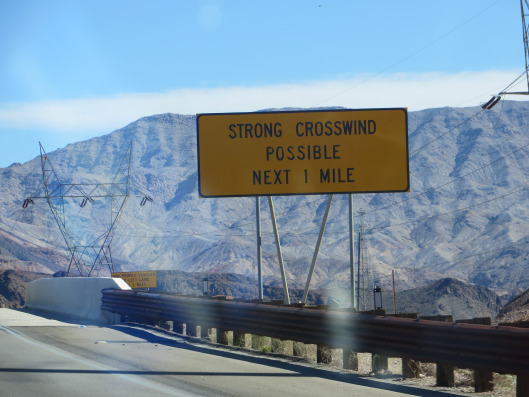 STRONG CROSSWIND
POSSIBLE
NEXT 1 MILE